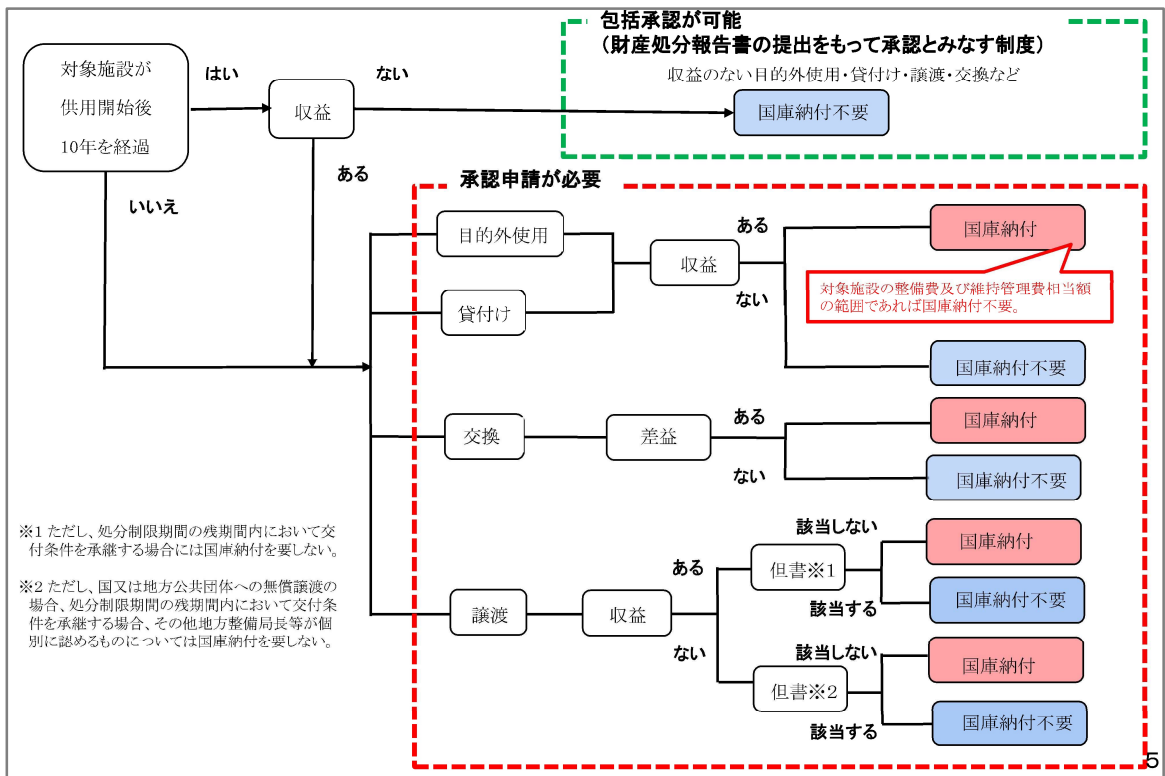 包括承認が可能
(財産処分報告書の提出をもって承認とみなす制度)
収益のない目的外使用・貸付け・譲渡・交換など
国庫納付不要
対象施設が
供用開始後
10年を経過
はい
収益
ない
ある
いいえ
承認申請が必要
目的外使用
貸付け
収益
ある
ない
国庫納付
対象施設の整備費及び維持管理費相当額
の範囲であれば国庫納付不要。
国庫納付不要
交換
差益
ある
ない
国庫納付
国庫納付不要
譲渡
収益
ある
ない
但書※1
該当しない
該当する
国庫納付
国庫納付不要
但書※2
該当しない
該当する
国庫納付
国庫納付不要
※1 ただし、処分制限期間の残期間内において交
付条件を承継する場合には国庫納付を要しない。
※2 ただし、国又は地方公共団体への無償譲渡の
場合、処分制限期間の残期間内において交付条
件を承継する場合、その他地方整備局長等が個
別に認めるものについては国庫納付を要しない。
5